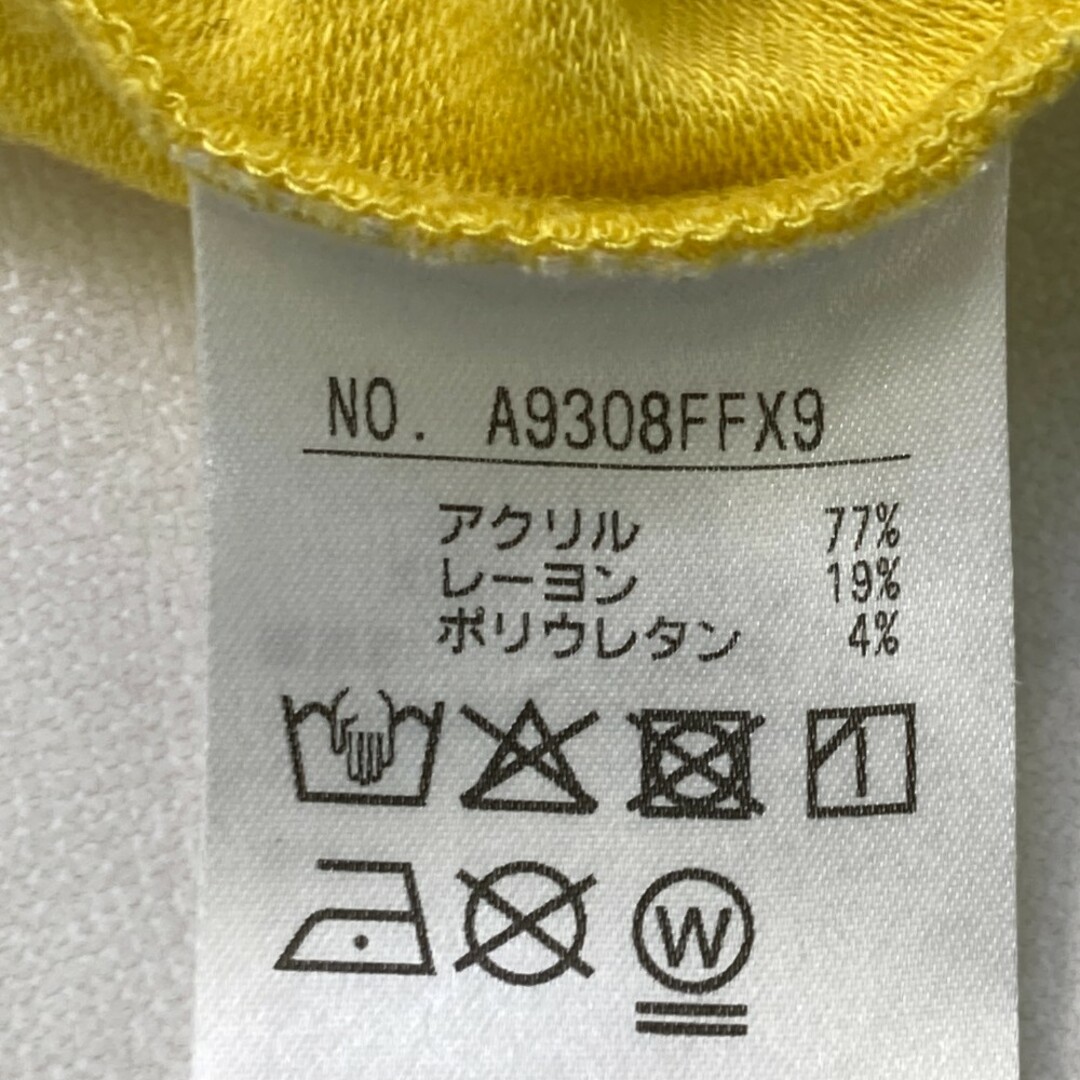 NO. A9308FFX9
アクリル 77%
レーヨン 19%
ポリウレタン 4%
W